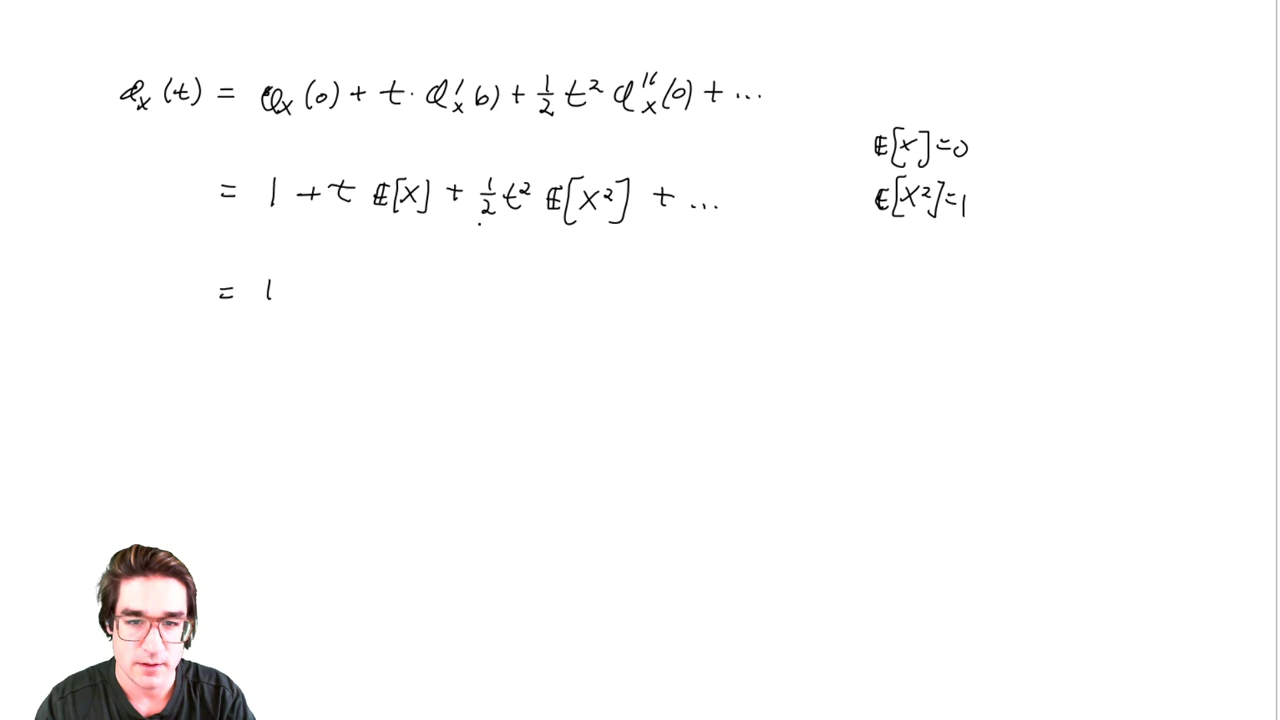 φₓ(t) = φₓ(0) + t · φ′ₓ(0) + ½ t² φ″ₓ(0) + ...
E[X]=0
= 1 + t E[X] + ½ t² E[X²] + ...
E[X²]=1
= 1